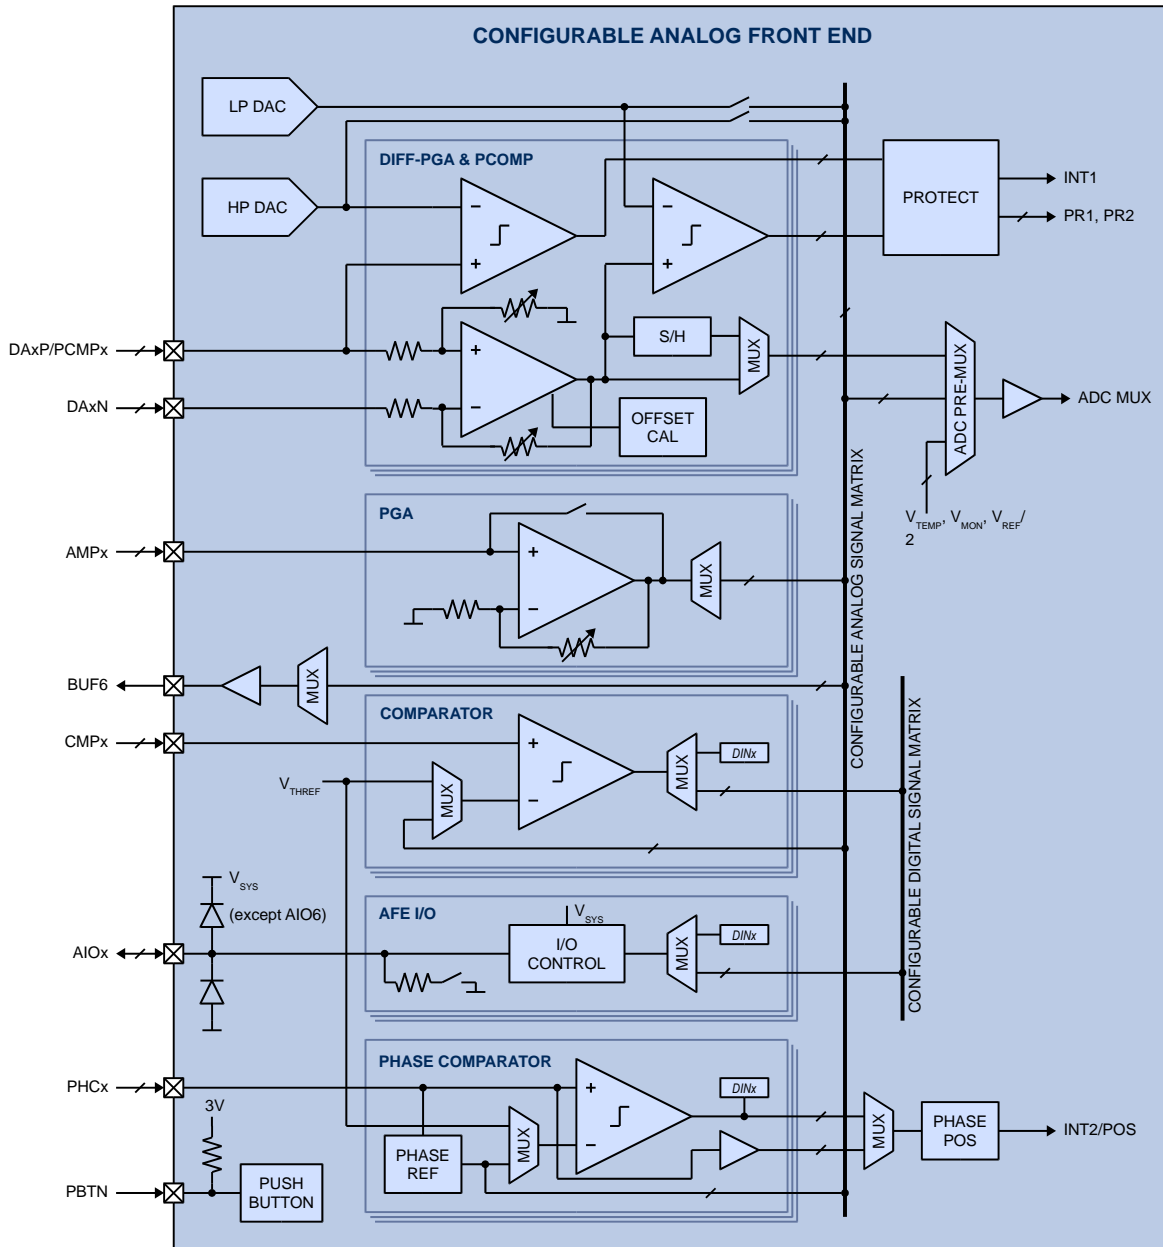 CONFIGURABLE ANALOG FRONT END
LP DAC
DIFF-PGA & PCOMP
HP DAC
PROTECT
INT1
PR1, PR2
DAxP/PCMPx
S/H
MUX
DAxN
OFFSET
CAL
ADC PRE-MUX
ADC MUX
VTEMP, VMON, VREF/
2
CONFIGURABLE ANALOG SIGNAL MATRIX
PGA
AMPx
MUX
BUF6
MUX
COMPARATOR
CMPx
VTHREF
MUX
MUX
DINx
CONFIGURABLE DIGITAL SIGNAL MATRIX
VSYS
(except AIO6)
AFE I/O
VSYS
AIOx
I/O
CONTROL
MUX
DINx
PHASE COMPARATOR
PHCx
3V
MUX
PHASE
REF
DINx
MUX
PHASE
POS
INT2/POS
PBTN
PUSH
BUTTON